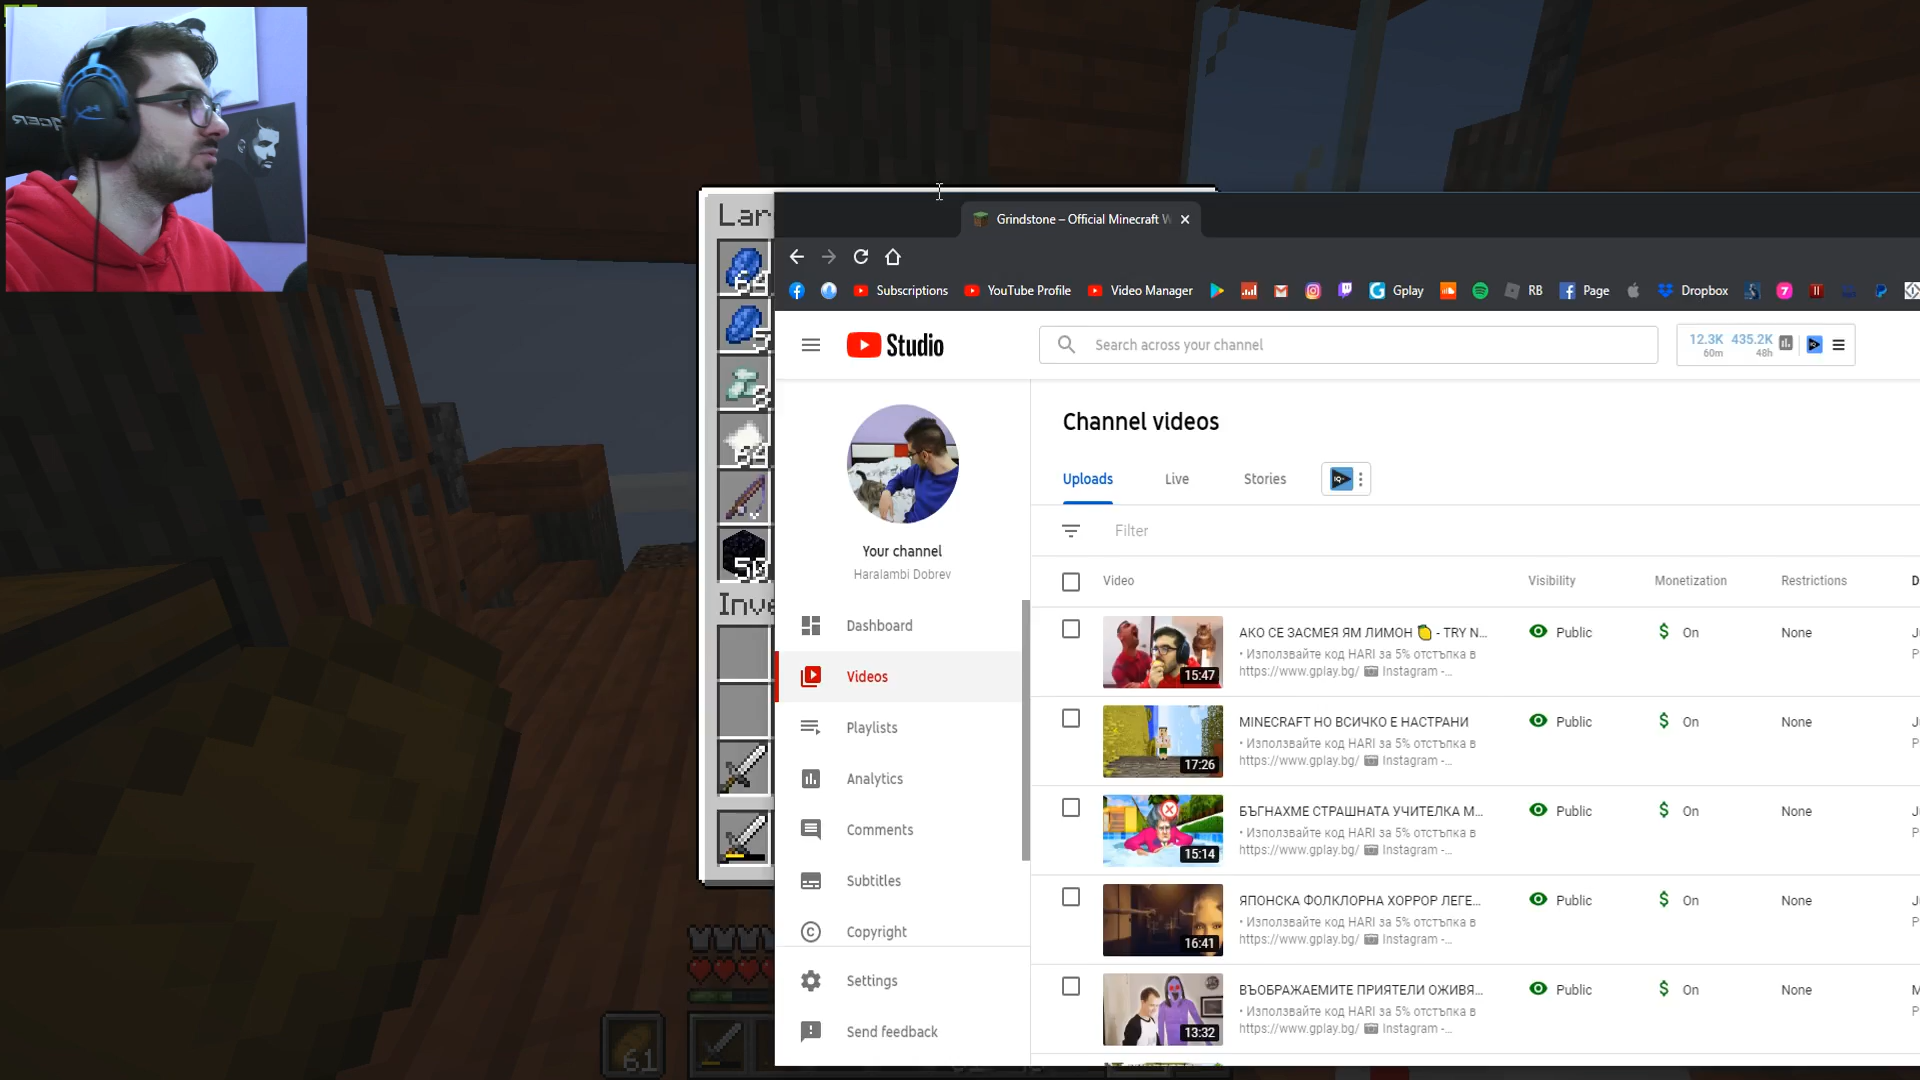 Lar
64
5
8
64
50
Inve
61
Grindstone – Official Minecraft W
Subscriptions
YouTube Profile
Video Manager
Gplay
RB
Page
Dropbox
Studio
Search across your channel
12.3K 435.2K
60m 48h
Your channel
Haralambi Dobrev
Dashboard
Videos
Playlists
Analytics
Comments
Subtitles
Copyright
Settings
Send feedback
Channel videos
Uploads Live Stories
Filter
Video Visibility Monetization Restrictions D
15:47
АКО СЕ ЗАСМЕЯ ЯМ ЛИМОН 🍋 - TRY N...
• Използвайте код HARI за 5% отстъпка в
https://www.gplay.bg/ 📷 Instagram -...
Public On None
17:26
MINECRAFT НО ВСИЧКО Е НАСТРАНИ
• Използвайте код HARI за 5% отстъпка в
https://www.gplay.bg/ 📷 Instagram -...
Public On None
15:14
БЪГНАХМЕ СТРАШНАТА УЧИТЕЛКА М...
• Използвайте код HARI за 5% отстъпка в
https://www.gplay.bg/ 📷 Instagram -...
Public On None
16:41
ЯПОНСКА ФОЛКЛОРНА ХОРРОР ЛЕГЕ...
• Използвайте код HARI за 5% отстъпка в
https://www.gplay.bg/ 📷 Instagram -...
Public On None
13:32
ВЪОБРАЖАЕМИТЕ ПРИЯТЕЛИ ОЖИВЯ...
• Използвайте код HARI за 5% отстъпка в
https://www.gplay.bg/ 📷 Instagram -...
Public On None